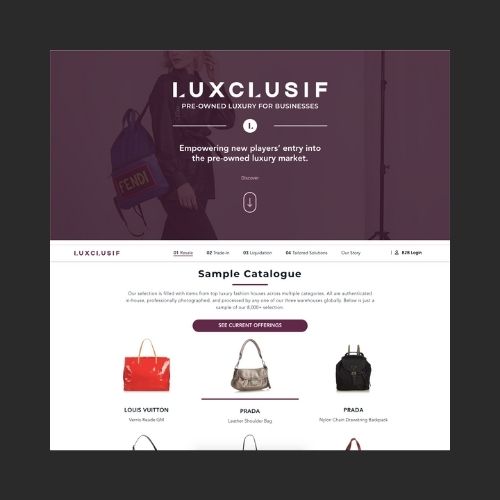 LUXCLUSIF
PRE-OWNED LUXURY FOR BUSINESSES
L
Empowering new players' entry into
the pre-owned luxury market.
FENDI
Discover
LUXCLUSIF
01 Resale
02 Trade-in
03 Liquidation
04 Tailored Solutions
Our Story
B2B Login
Sample Catalogue
Our selection is filled with items from top luxury fashion houses across multiple categories. All are authenticated
in-house, professionally photographed, and processed by any one of our three warehouses globally. Below is just a
sample of our 8,000+ selection:
SEE CURRENT OFFERINGS
LOUIS VUITTON
Vernis Reade GM
PRADA
Leather Shoulder Bag
PRADA
Nylon Chain Drawstring Backpack